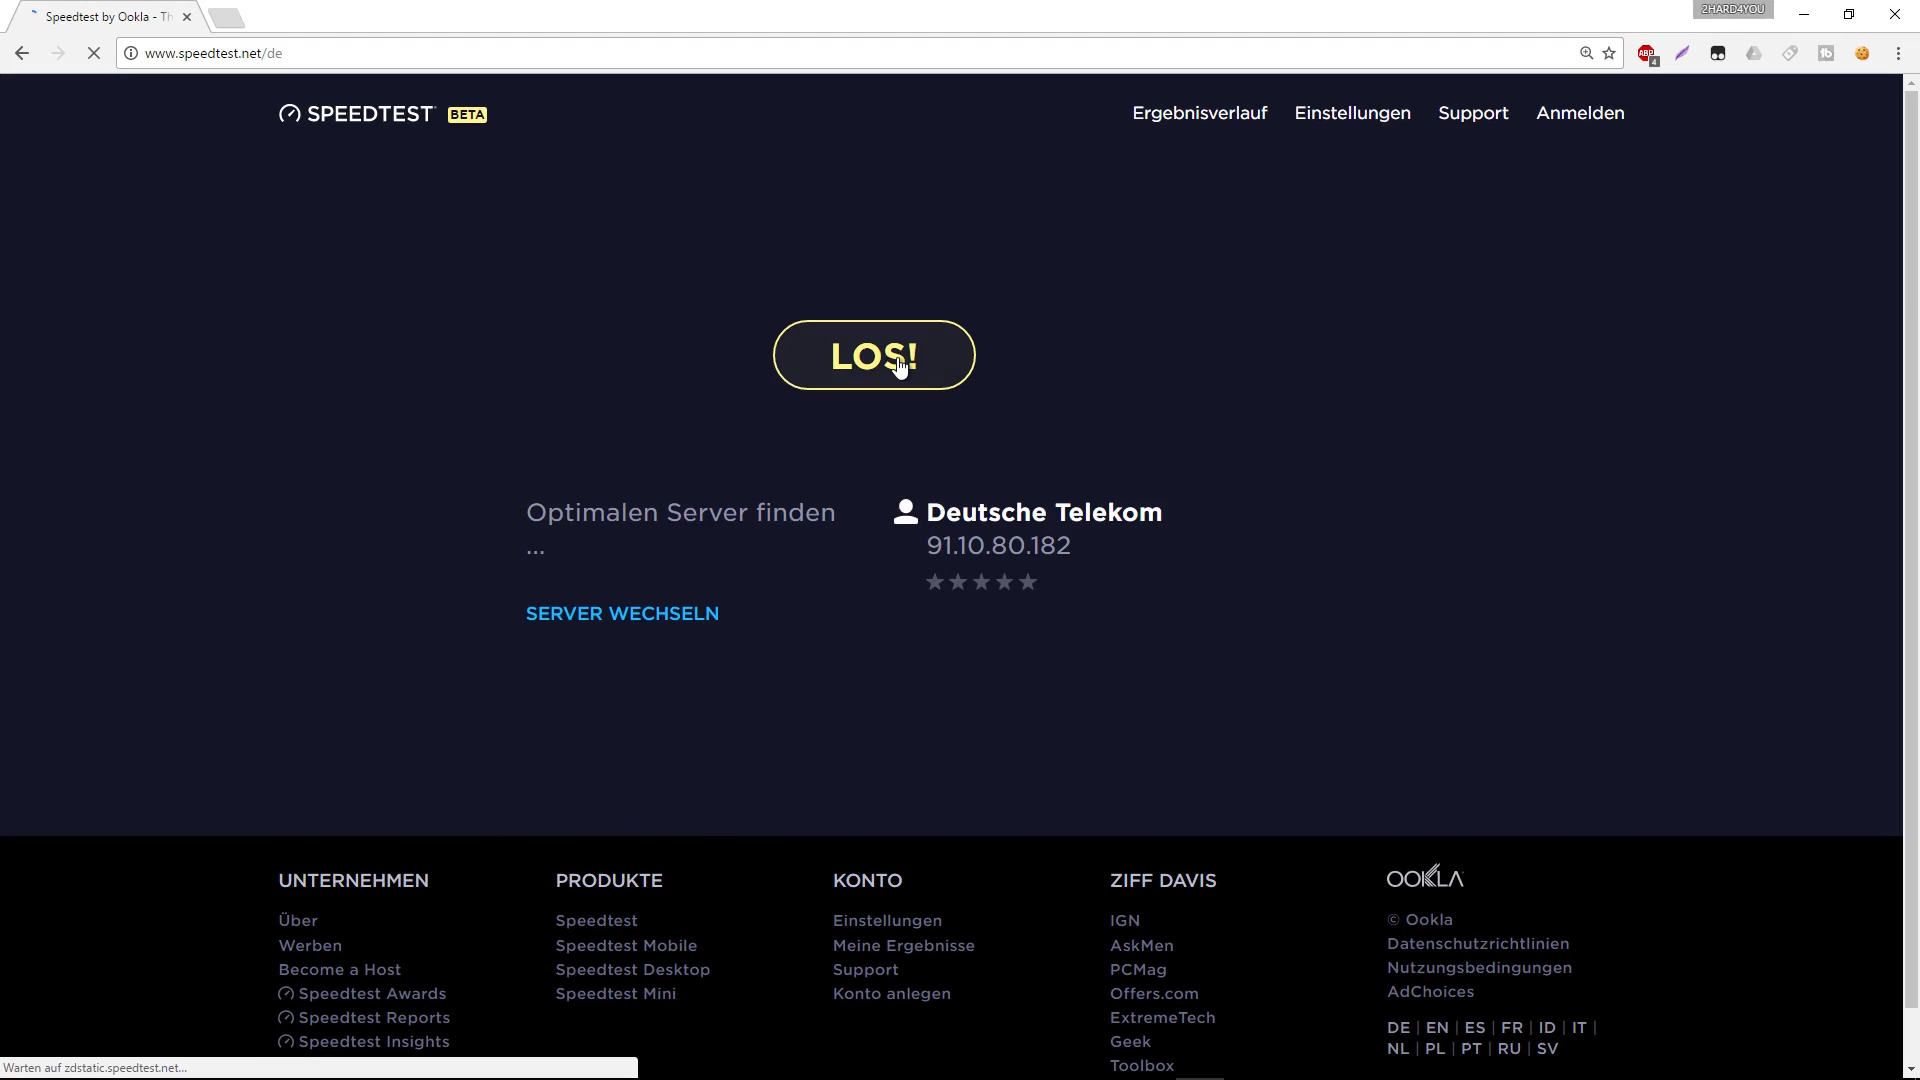 Speedtest by Ookla - Th
2HARD4YOU
www.speedtest.net/de
ABP
4
tb
SPEEDTEST BETA
Ergebnisverlauf Einstellungen Support Anmelden
LOS!
Optimalen Server finden
...
Deutsche Telekom
91.10.80.182
SERVER WECHSELN
UNTERNEHMEN
Über
Werben
Become a Host
Speedtest Awards
Speedtest Reports
Speedtest Insights
PRODUKTE
Speedtest
Speedtest Mobile
Speedtest Desktop
Speedtest Mini
KONTO
Einstellungen
Meine Ergebnisse
Support
Konto anlegen
ZIFF DAVIS
IGN
AskMen
PCMag
Offers.com
ExtremeTech
Geek
Toolbox
OOKLA
© Ookla
Datenschutzrichtlinien
Nutzungsbedingungen
AdChoices
DE | EN | ES | FR | ID | IT |
NL | PL | PT | RU | SV
Warten auf zdstatic.speedtest.net...